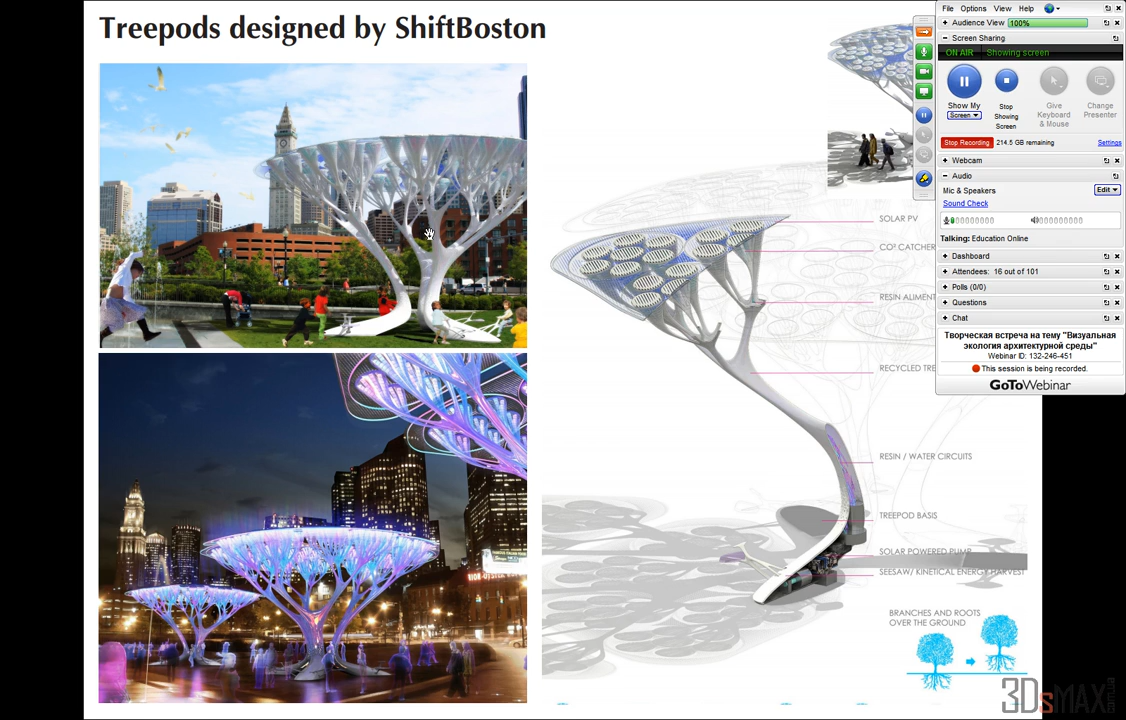 Treepods designed by ShiftBoston
SOLAR PV
CO² CATCHER
RESIN ALIMENT
RECYCLED TRE
RESIN / WATER CIRCUITS
TREEPOD BASIS
SOLAR POWERED PUMP
SEESAW/ KINETICAL ENERGY HARVEST
BRANCHES AND ROOTS
OVER THE GROUND
3DsMAX.com.ua
File Options View Help
Audience View 100%
Screen Sharing
ON AIR Showing screen
Show My
Screen
Stop
Showing
Screen
Give
Keyboard
& Mouse
Change
Presenter
Stop Recording 214.5 GB remaining Settings
Webcam
Audio
Mic & Speakers Edit
Sound Check
Talking: Education Online
Dashboard
Attendees: 16 out of 101
Polls (0/0)
Questions
Chat
Творческая встреча на тему "Визуальная
экология архитектурной среды"
Webinar ID: 132-246-451
This session is being recorded.
GoToWebinar